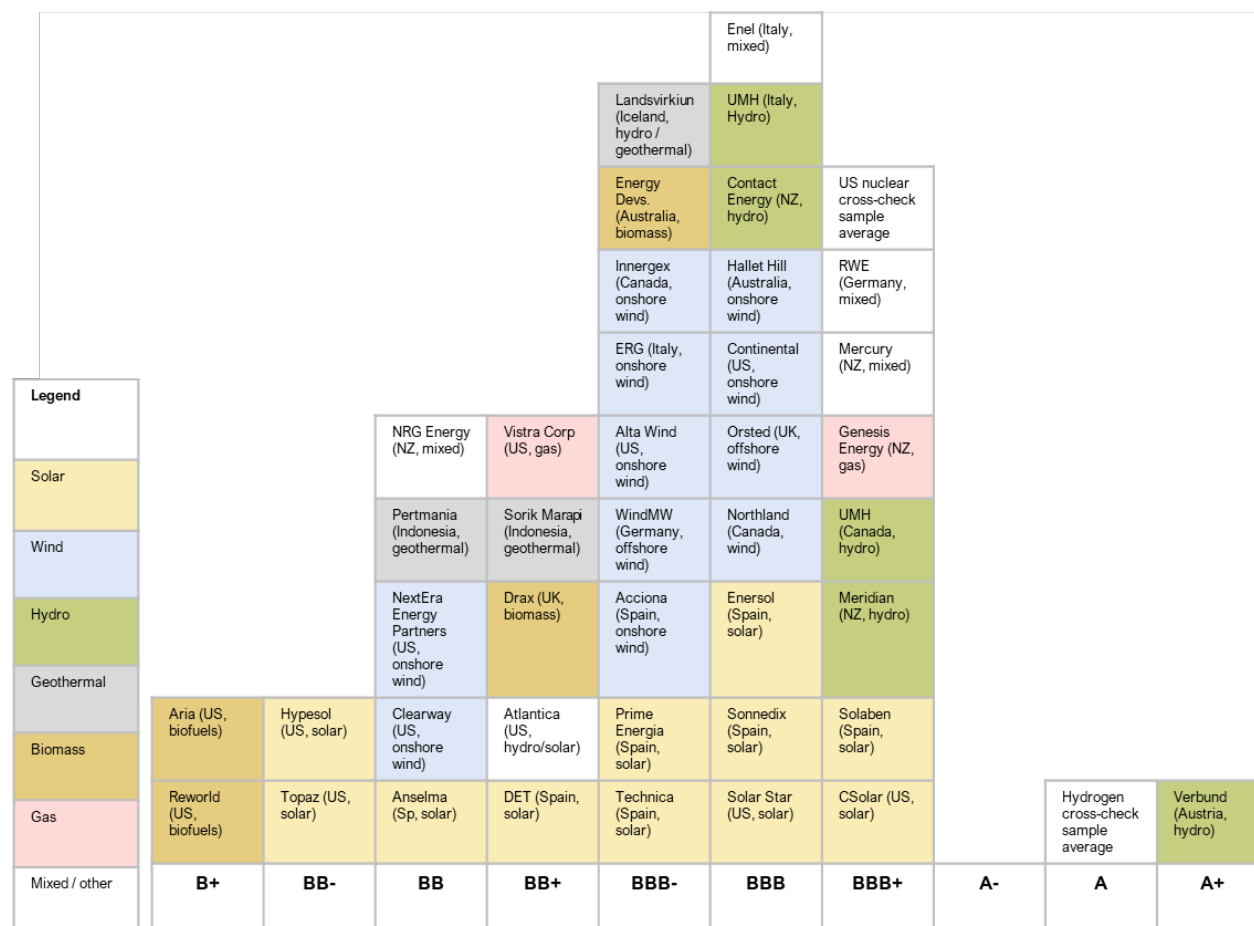 Enel (Italy,
mixed)
Landsvirkiun
(Iceland,
hydro /
geothermal)
UMH (Italy,
Hydro)
Energy
Devs.
(Australia,
biomass)
Contact
Energy (NZ,
hydro)
US nuclear
cross-check
sample
average
Innergex
(Canada,
onshore
wind)
Hallet Hill
(Australia,
onshore
wind)
RWE
(Germany,
mixed)
ERG (Italy,
onshore
wind)
Continental
(US,
onshore
wind)
Mercury
(NZ, mixed)
Legend
NRG Energy
(NZ, mixed)
Vistra Corp
(US, gas)
Alta Wind
(US,
onshore
wind)
Orsted (UK,
offshore
wind)
Genesis
Energy (NZ,
gas)
Solar
Pertmania
(Indonesia,
geothermal)
Sorik Marapi
(Indonesia,
geothermal)
WindMW
(Germany,
offshore
wind)
Northland
(Canada,
wind)
UMH
(Canada,
hydro)
Wind
NextEra
Energy
Partners
(US,
onshore
wind)
Drax (UK,
biomass)
Acciona
(Spain,
onshore
wind)
Enersol
(Spain,
solar)
Meridian
(NZ, hydro)
Hydro
Geothermal
Aria (US,
biofuels)
Hypesol
(US, solar)
Clearway
(US,
onshore
wind)
Atlantica
(US,
hydro/solar)
Prime
Energia
(Spain,
solar)
Sonnedix
(Spain,
solar)
Solaben
(Spain,
solar)
Biomass
Reworld
(US,
biofuels)
Topaz (US,
solar)
Anselma
(Sp, solar)
DET (Spain,
solar)
Technica
(Spain,
solar)
Solar Star
(US, solar)
CSolar (US,
solar)
Hydrogen
cross-check
sample
average
Verbund
(Austria,
hydro)
Gas
Mixed / other
B+
BB-
BB
BB+
BBB-
BBB
BBB+
A-
A
A+